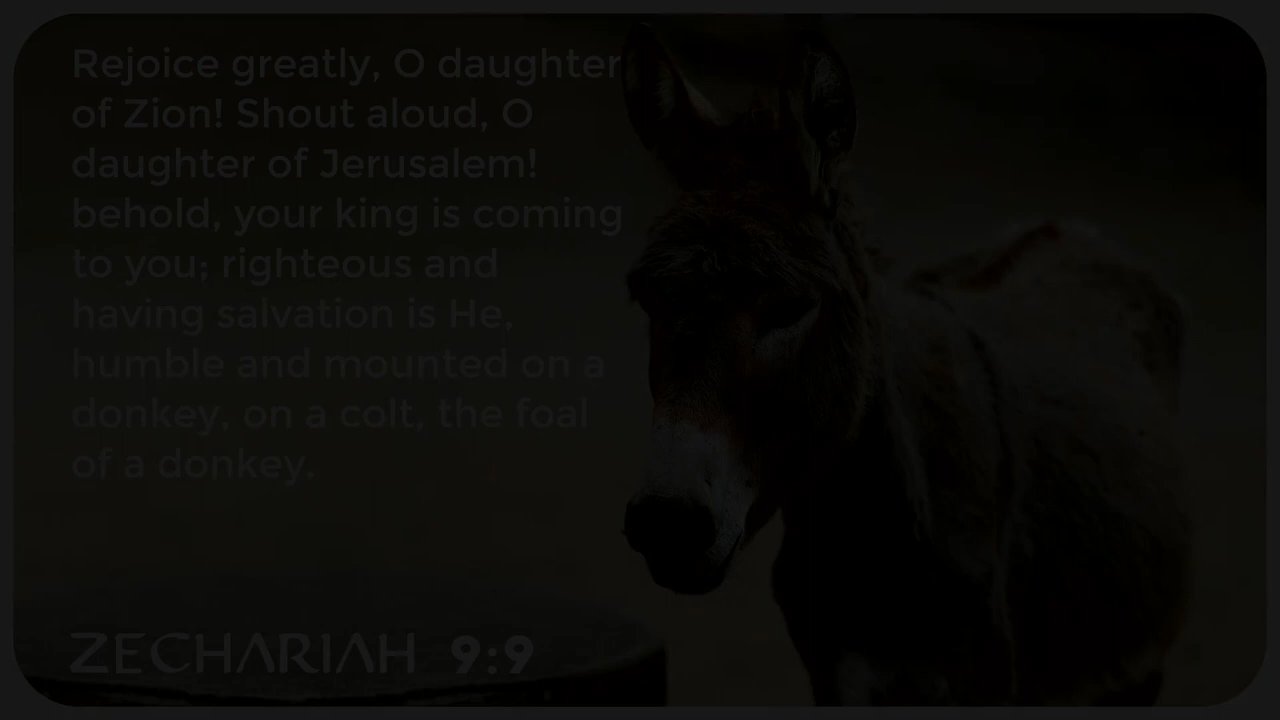 Rejoice greatly, O daughter
of Zion! Shout aloud, O
daughter of Jerusalem!
behold, your king is coming
to you; righteous and
having salvation is He,
humble and mounted on a
donkey, on a colt, the foal
of a donkey.
ZECHARIAH 9:9